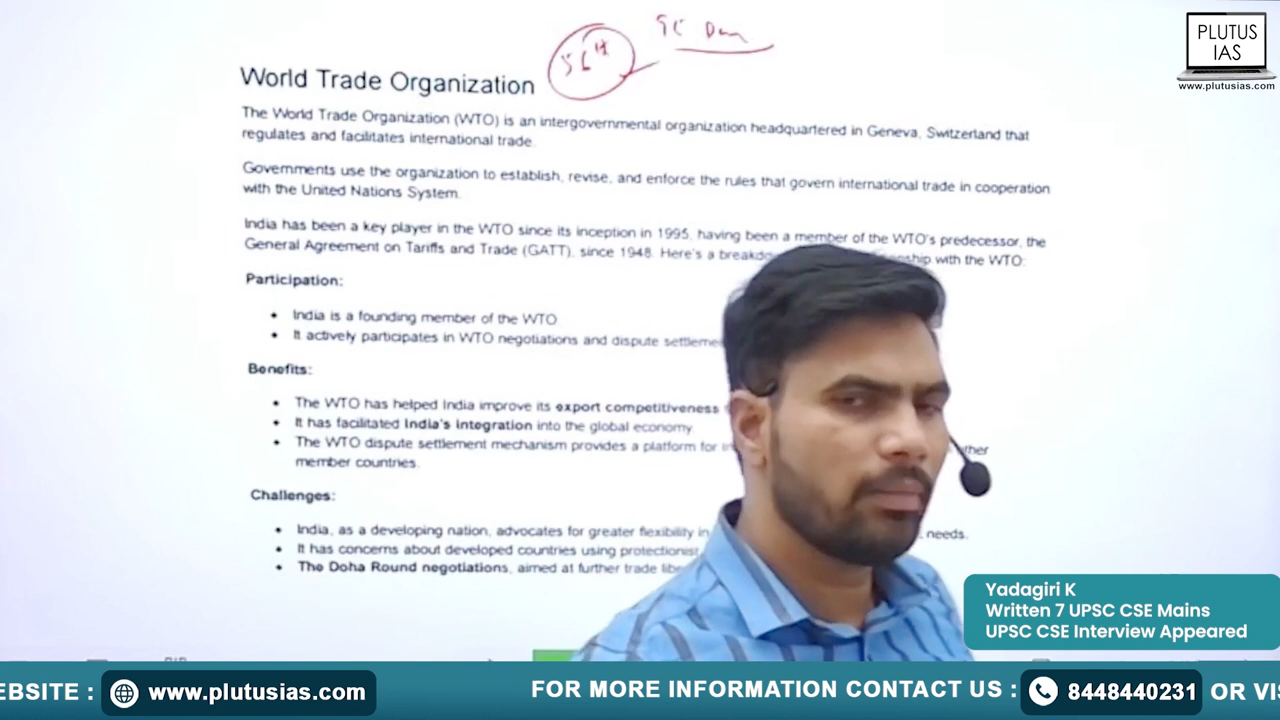 PLUTUS
IAS
www.plutusias.com
56th
World Trade Organization
The World Trade Organization (WTO) is an intergovernmental organization headquartered in Geneva, Switzerland that
regulates and facilitates international trade.
Governments use the organization to establish, revise, and enforce the rules that govern international trade in cooperation
with the United Nations System.
India has been a key player in the WTO since its inception in 1995, having been a member of the WTO's predecessor, the
General Agreement on Tariffs and Trade (GATT), since 1948. Here's a with the WTO:
Participation:
• India is a founding member of the WTO
• It actively participates in WTO negotiations and dispute
Benefits:
• The WTO has helped India improve its export competitiveness
• It has facilitated India's integration into the global economy
• The WTO dispute settlement mechanism provides a platform for
member countries.
Challenges:
• India, as a developing nation, advocates for greater flexibility in needs.
• It has concerns about developed countries using protectionist
• The Doha Round negotiations, aimed at further trade
Yadagiri K
Written 7 UPSC CSE Mains
UPSC CSE Interview Appeared
EBSITE : www.plutusias.com FOR MORE INFORMATION CONTACT US : 8448440231 OR VIS